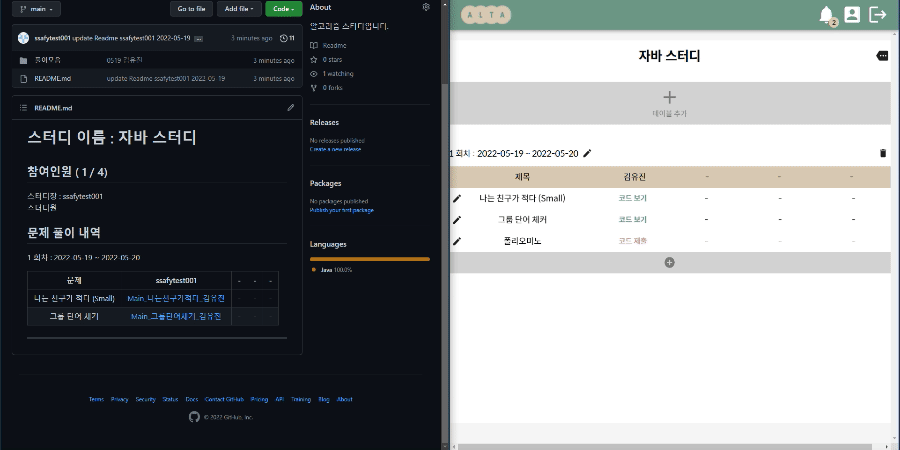 main
Go to file
Add file
Code
ssafytest001 update Readme ssafytest001 2022-05-19 ... 3 minutes ago 11
풀이모음 0519 김유진 3 minutes ago
README.md update Readme ssafytest001 2022-05-19 3 minutes ago
README.md
스터디 이름 : 자바 스터디
참여인원 ( 1 / 4 )
스터디장 : ssafytest001
스터디원
문제 풀이 내역
1 회차 : 2022-05-19 ~ 2022-05-20
문제 ssafytest001 - - -
나는 친구가 적다 (Small) Main_나는친구가적다_김유진
그룹 단어 체커 Main_그룹단어체커_김유진
About
알고리즘 스터디입니다.
Readme
0 stars
1 watching
0 forks
Releases
No releases published
Create a new release
Packages
No packages published
Publish your first package
Languages
Java 100.0%
Terms Privacy Security Status Docs Contact GitHub Pricing API Training Blog About
© 2022 GitHub, Inc.
ALTA
2
자바 스터디
테이블 추가
1 회차 : 2022-05-19 ~ 2022-05-20
제목 김유진 - - -
나는 친구가 적다 (Small) 코드 보기 - - -
그룹 단어 체커 코드 보기 - - -
폴리오미노 코드 제출 - - -